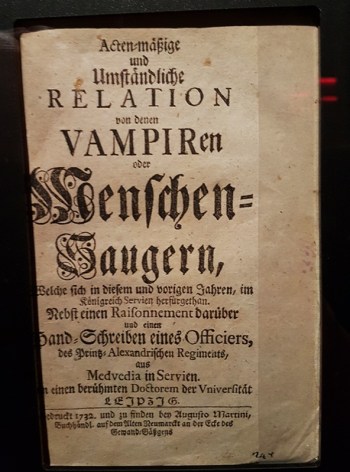 Acten-mäßige
und
Umständliche
RELATION
von denen
VAMPIRen
oder
Menschen-
Saugern,
Welche sich in diesem und vorigen Jahren, im
Königreich Servien herfürgethan.
Nebst einen Raisonnement darüber
und einen
Hand-Schreiben eines Officiers,
des Printz-Alexandrischen Regiments,
aus
Medvedia in Servien.
an einen berühmten Doctorem der Universität
LEIPZIG.
Gedruckt 1732. und zu finden bey Augusto Martini,
Buchhändl. auf dem Alten Neumarckt an der Ecke des
Gewand-Gäßgens